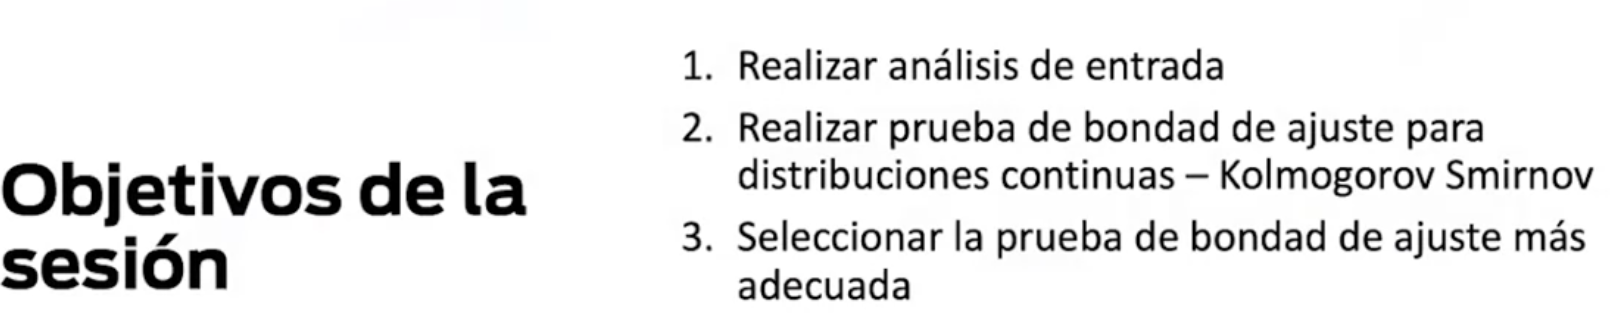 Objetivos de la
sesión
1. Realizar análisis de entrada
2. Realizar prueba de bondad de ajuste para
distribuciones continuas – Kolmogorov Smirnov
3. Seleccionar la prueba de bondad de ajuste más
adecuada